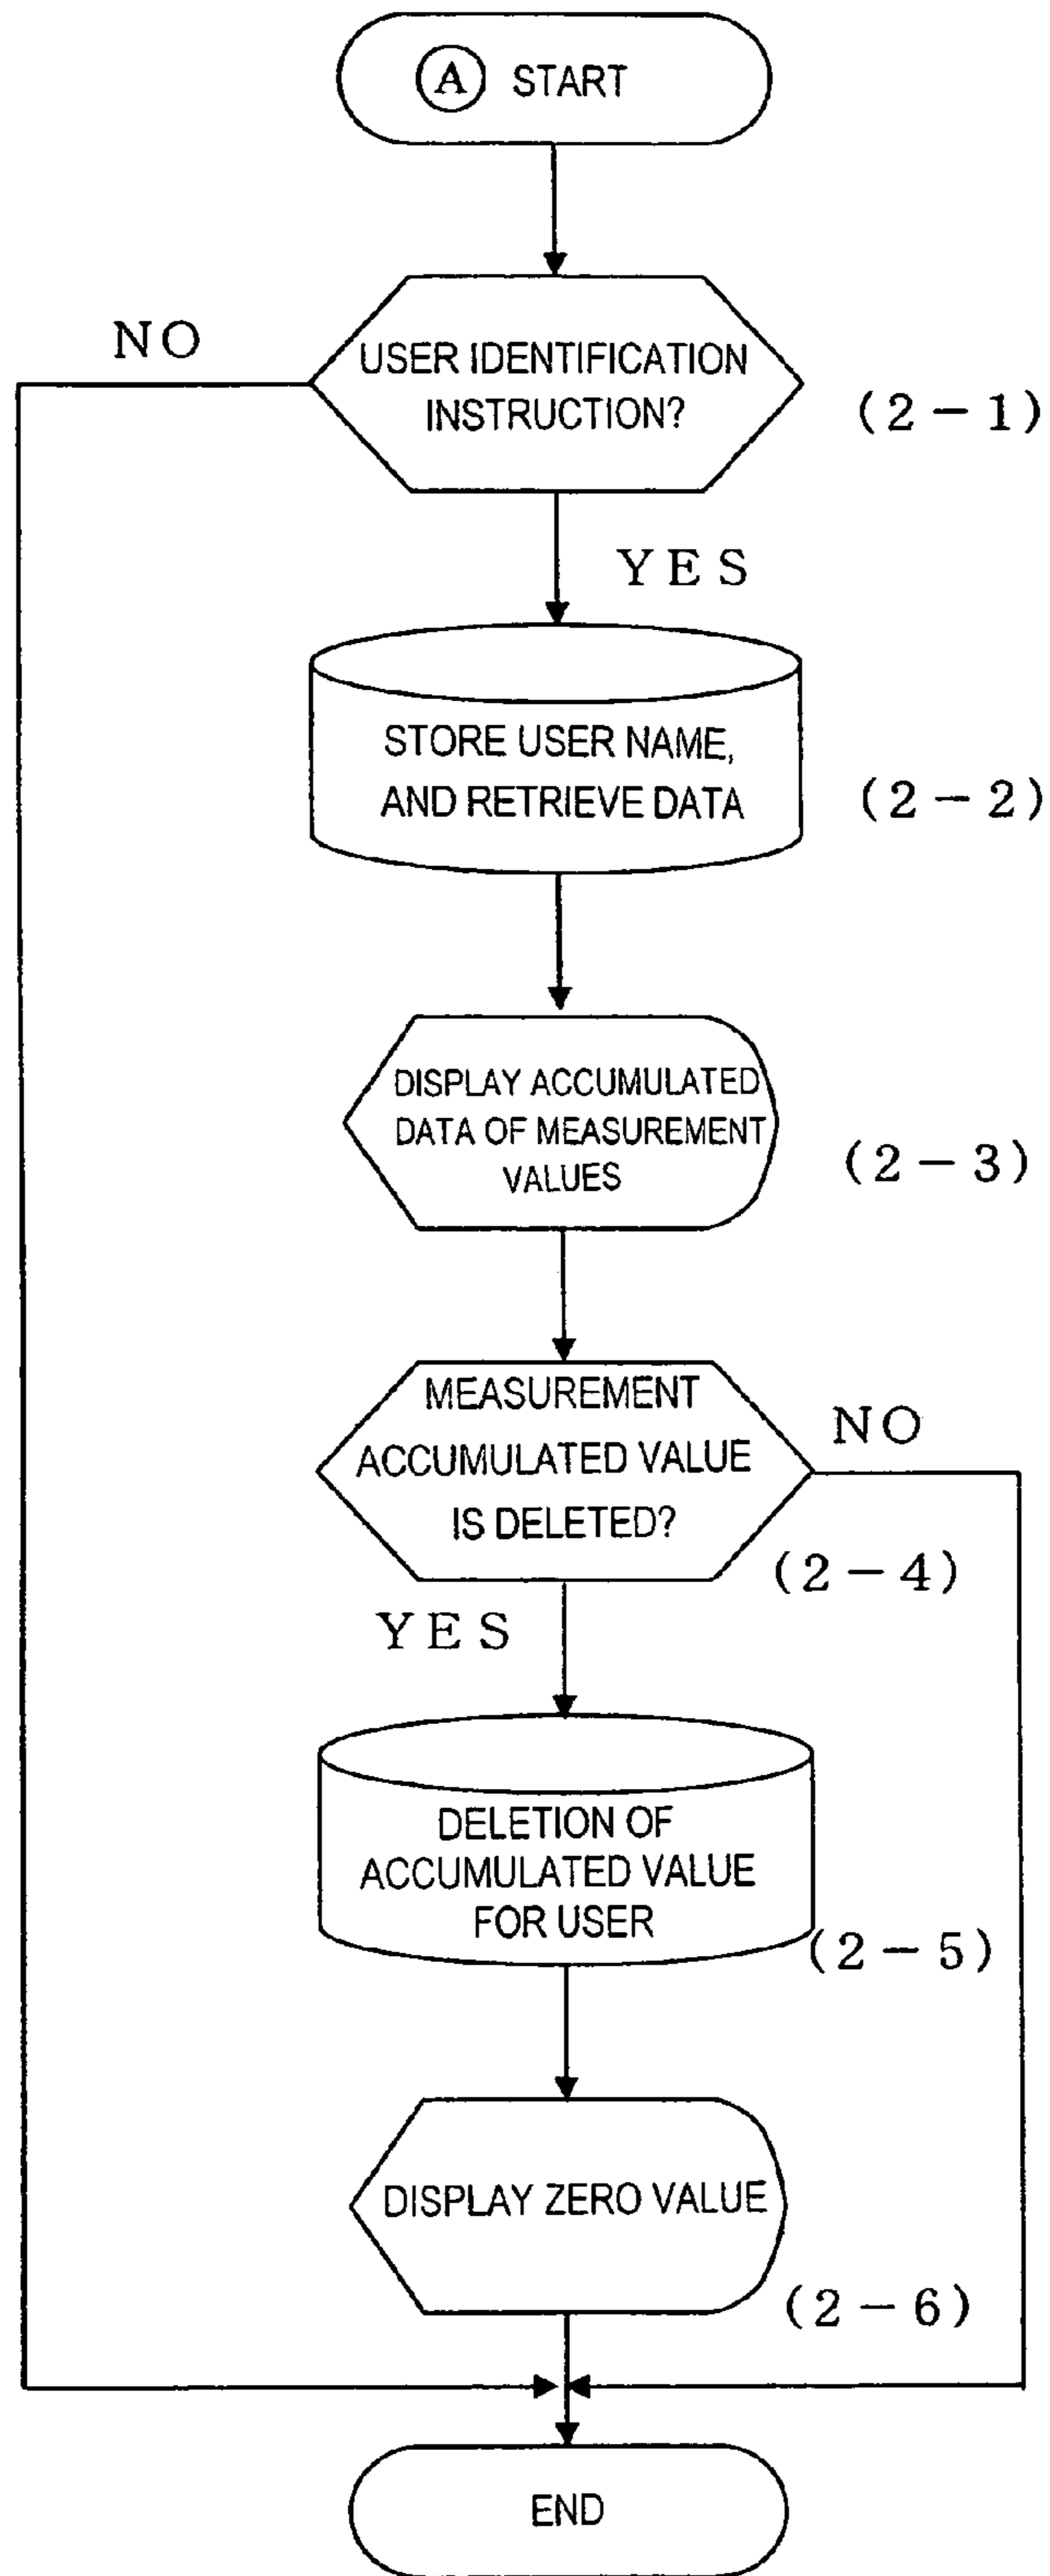 A START
NO
USER IDENTIFICATION
INSTRUCTION?
(2-1)
YES
STORE USER NAME,
AND RETRIEVE DATA
(2-2)
DISPLAY ACCUMULATED
DATA OF MEASUREMENT
VALUES
(2-3)
MEASUREMENT
ACCUMULATED VALUE
IS DELETED?
NO
(2-4)
YES
DELETION OF
ACCUMULATED VALUE
FOR USER
(2-5)
DISPLAY ZERO VALUE
(2-6)
END